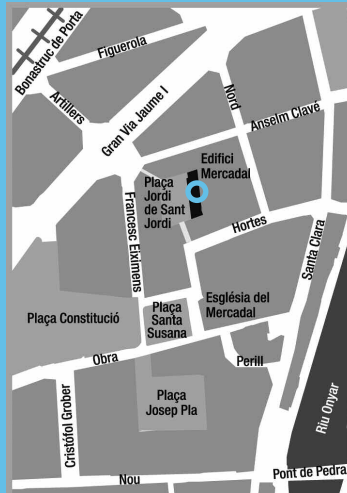 Bonastruc de Porta
Figuerola
Artillers
Gran Via Jaume I
Nord
Anselm Clavé
Edifici
Mercadal
Plaça
Jordi
de Sant
Jordi
Francesc Eiximens
Hortes
Santa Clara
Plaça Constitució
Plaça
Santa
Susana
Església del
Mercadal
Obra
Perill
Plaça
Josep Pla
Cristófol Grober
Riu Onyar
Nou
Pont de Pedra